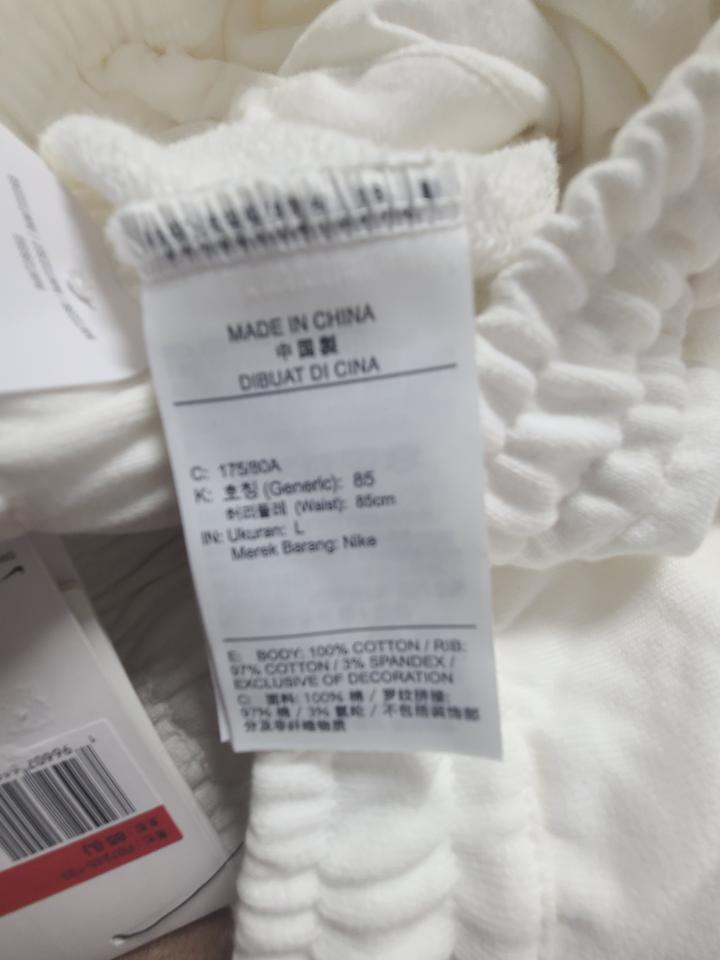 MADE IN CHINA
中国製
DIBUAT DI CINA
C: 175/80A
K: 호칭 (Generic): 85
허리둘레 (Waist): 85cm
IN: Ukuran: L
Merek Barang: Nike
E: BODY: 100% COTTON / RIB:
97% COTTON / 3% SPANDEX /
EXCLUSIVE OF DECORATION
C: 面料: 100% 棉 / 罗纹拼接:
97% 棉 / 3% 氨纶 / 不包括装饰部
分及非纤维物质
85 (L)